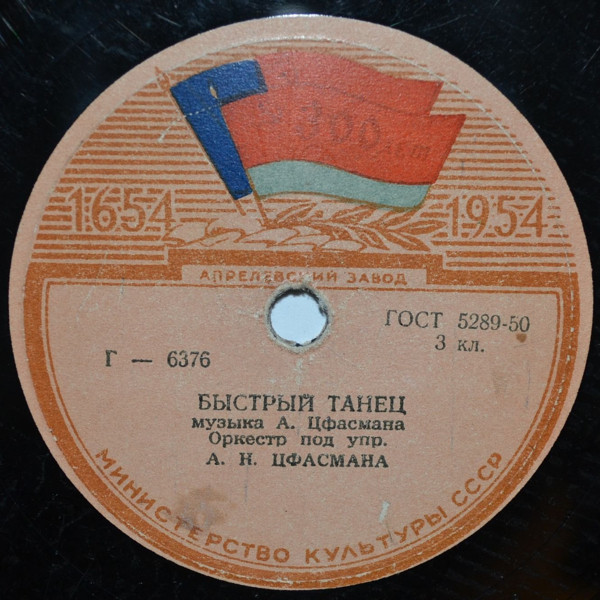 300 лет
1654 1954
АПРЕЛЕВСКИЙ ЗАВОД
ГОСТ 5289-50
3 кл.
Г — 6376
БЫСТРЫЙ ТАНЕЦ
музыка А. Цфасмана
Оркестр под упр.
А. Н. ЦФАСМАНА
МИНИСТЕРСТВО КУЛЬТУРЫ СССР